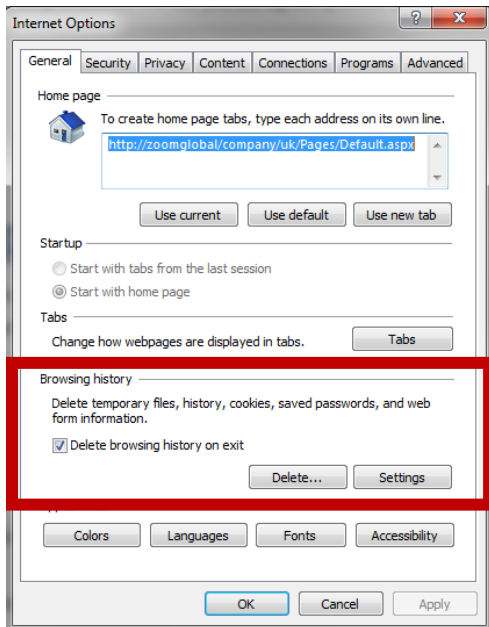 Internet Options
General Security Privacy Content Connections Programs Advanced
Home page
To create home page tabs, type each address on its own line.
http://zoomglobal/company/uk/Pages/Default.aspx
Use current Use default Use new tab
Startup
Start with tabs from the last session
Start with home page
Tabs
Change how webpages are displayed in tabs. Tabs
Browsing history
Delete temporary files, history, cookies, saved passwords, and web
form information.
Delete browsing history on exit
Delete... Settings
Colors Languages Fonts Accessibility
OK Cancel Apply